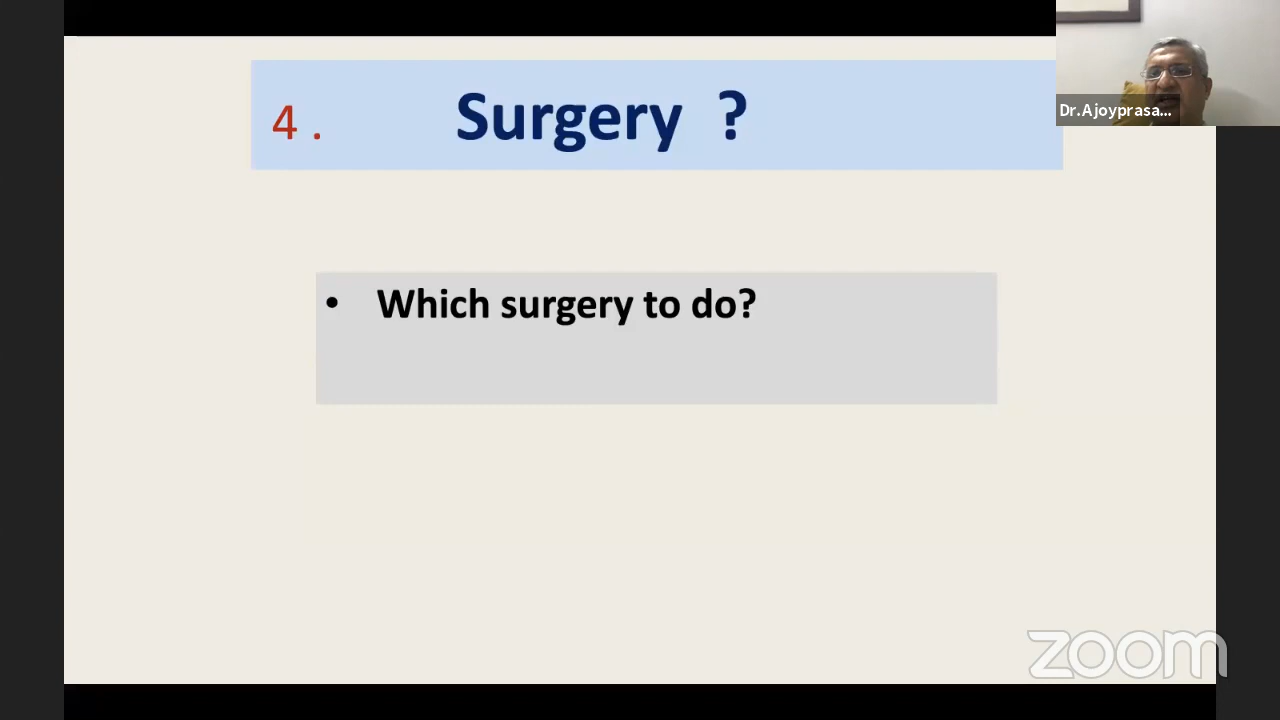 4 . Surgery ?
Dr.Ajoyprasa...
• Which surgery to do?
zoom